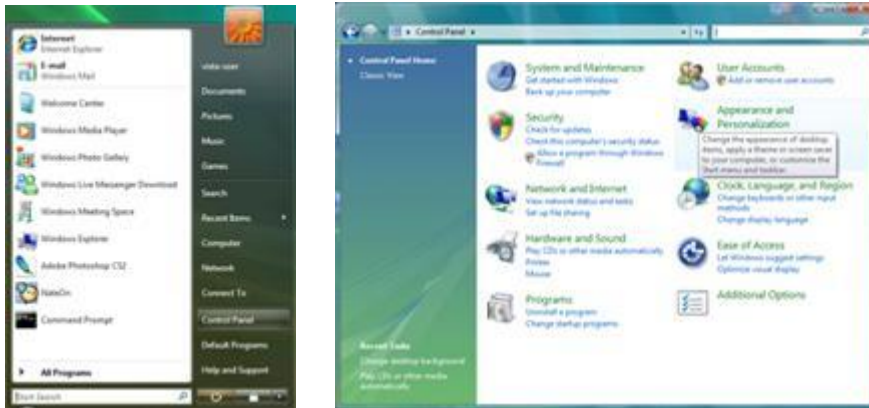 Internet
Internet Explorer
E-mail
Windows Mail
Welcome Center
Windows Media Player
Windows Photo Gallery
Windows Live Messenger Download
Windows Meeting Space
Windows Explorer
Adobe Photoshop CS2
NateOn
Command Prompt
All Programs
Start Search
vista user
Documents
Pictures
Music
Games
Search
Recent Items
Computer
Network
Connect To
Control Panel
Default Programs
Help and Support
Control Panel
Control Panel Home
Classic View
Recent Tasks
Change desktop background
Play CDs or other media
automatically
System and Maintenance
Get started with Windows
Back up your computer
Security
Check for updates
Check this computer's security status
Allow a program through Windows
Firewall
Network and Internet
View network status and tasks
Set up file sharing
Hardware and Sound
Play CDs or other media automatically
Printer
Mouse
Programs
Uninstall a program
Change startup programs
User Accounts
Add or remove user accounts
Appearance and
Personalization
Change the appearance of desktop
items, apply a theme or screen saver
to your computer, or customize the
Start menu and taskbar.
Clock, Language, and Region
Change keyboards or other input
methods
Change display language
Ease of Access
Let Windows suggest settings
Optimize visual display
Additional Options